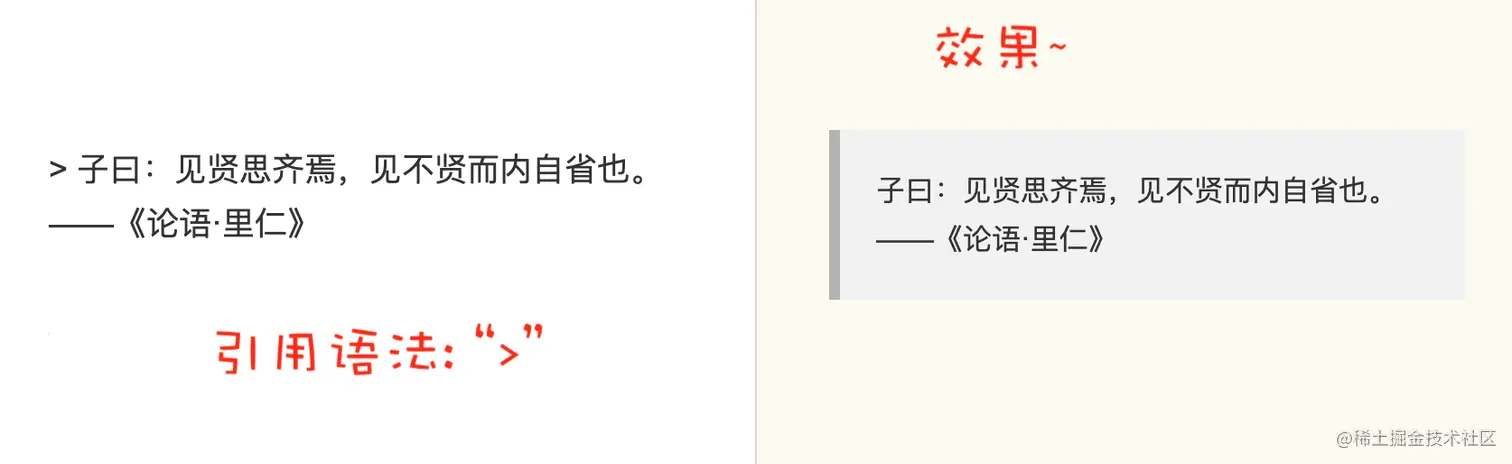 > 子曰：见贤思齐焉，见不贤而内自省也。
——《论语·里仁》
引用语法：“>”
效果~
子曰：见贤思齐焉，见不贤而内自省也。
——《论语·里仁》
@稀土掘金技术社区